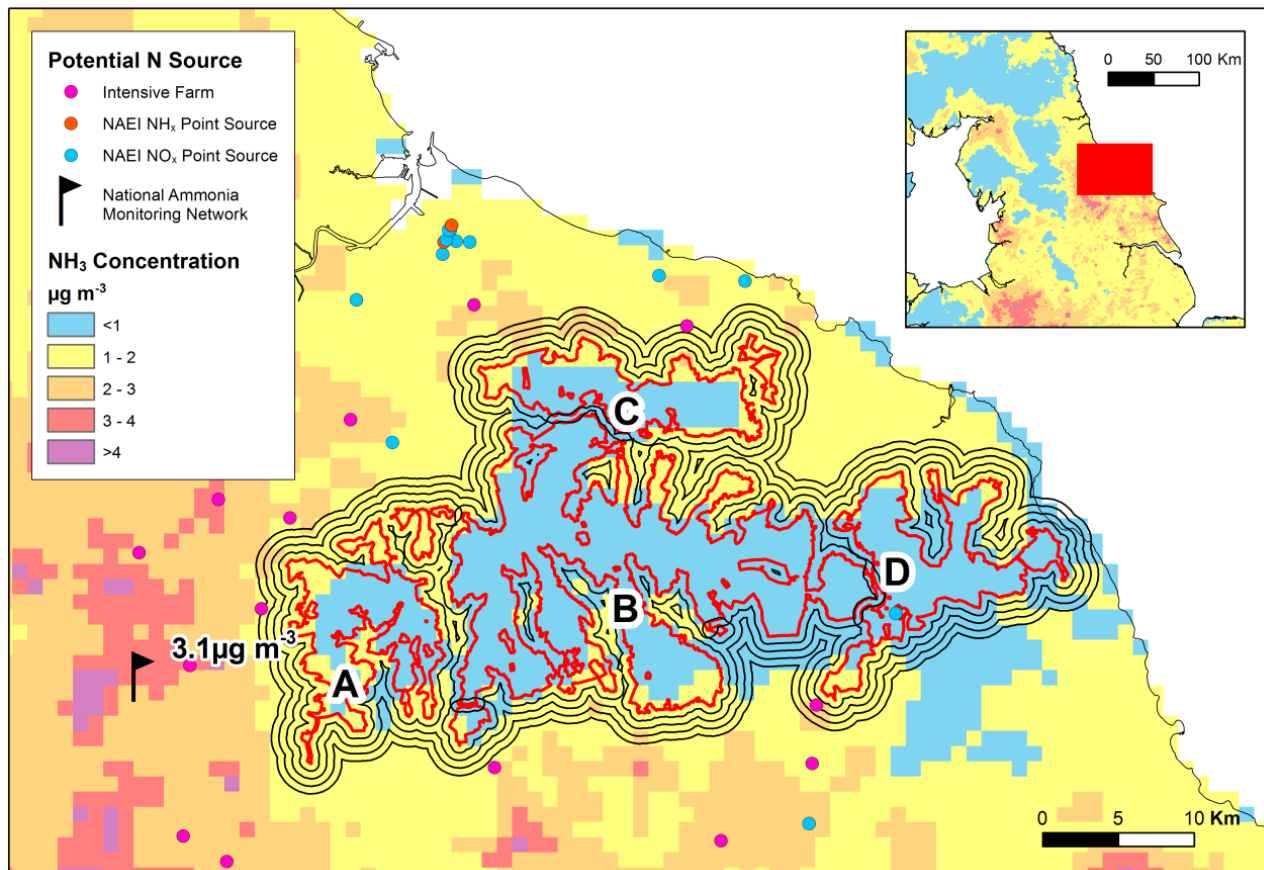 Potential N Source
Intensive Farm
NAEI NHₓ Point Source
NAEI NOₓ Point Source
National Ammonia
Monitoring Network
NH₃ Concentration
µg m⁻³
<1
1 - 2
2 - 3
3 - 4
>4
0 50 100 Km
C
D
B
3.1µg m⁻³
A
0 5 10 Km